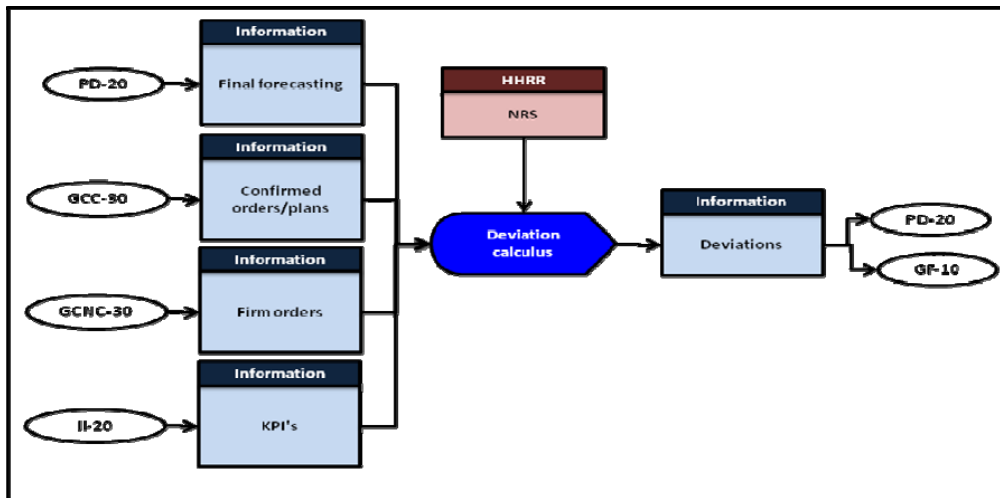 Information
PD-20
Final forecasting
Information
GCC-30
Confirmed
orders/plans
Information
GCNC-30
Firm orders
Information
II-20
KPI's
HHRR
NRS
Deviation
calculus
Information
Deviations
PD-20
GF-10